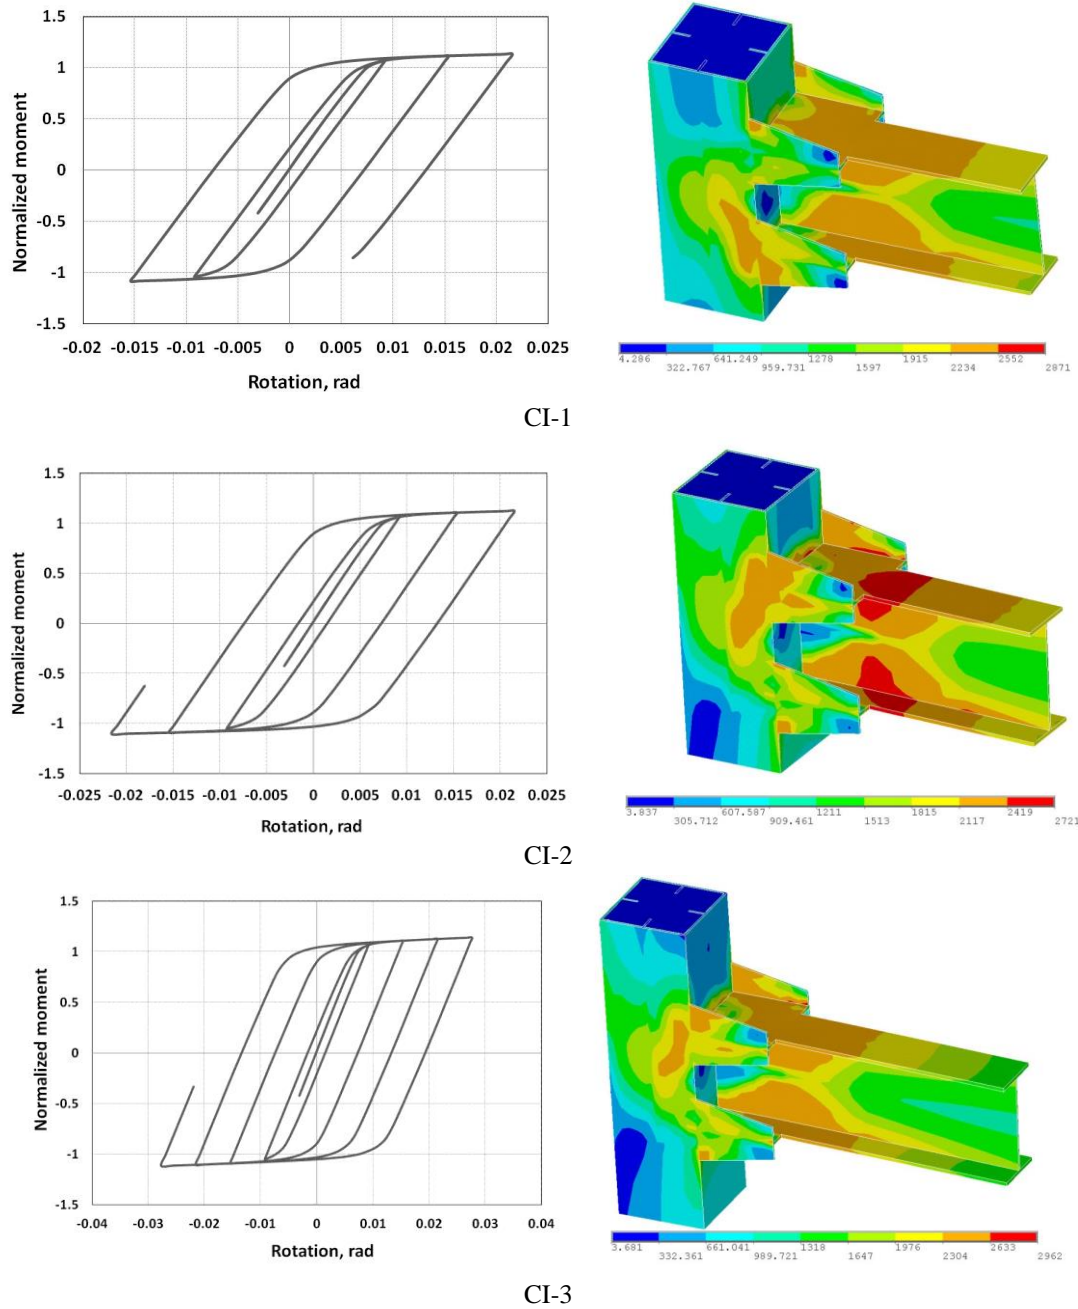 1.5
1
0.5
0
-0.5
-1
-1.5
Normalized moment
-0.02 -0.015 -0.01 -0.005 0 0.005 0.01 0.015 0.02 0.025
Rotation, rad
4.286 641.249 1278 1915 2552
322.767 959.731 1597 2234 2871
CI-1
1.5
1
0.5
0
-0.5
-1
-1.5
Normalized moment
-0.025 -0.02 -0.015 -0.01 -0.005 0 0.005 0.01 0.015 0.02 0.025
Rotation, rad
3.837 607.587 1211 1815 2419
305.712 909.461 1513 2117 2721
CI-2
1.5
1
0.5
0
-0.5
-1
-1.5
Normalized moment
-0.04 -0.03 -0.02 -0.01 0 0.01 0.02 0.03 0.04
Rotation, rad
3.681 661.041 1318 1976 2633
332.361 989.721 1647 2304 2962
CI-3